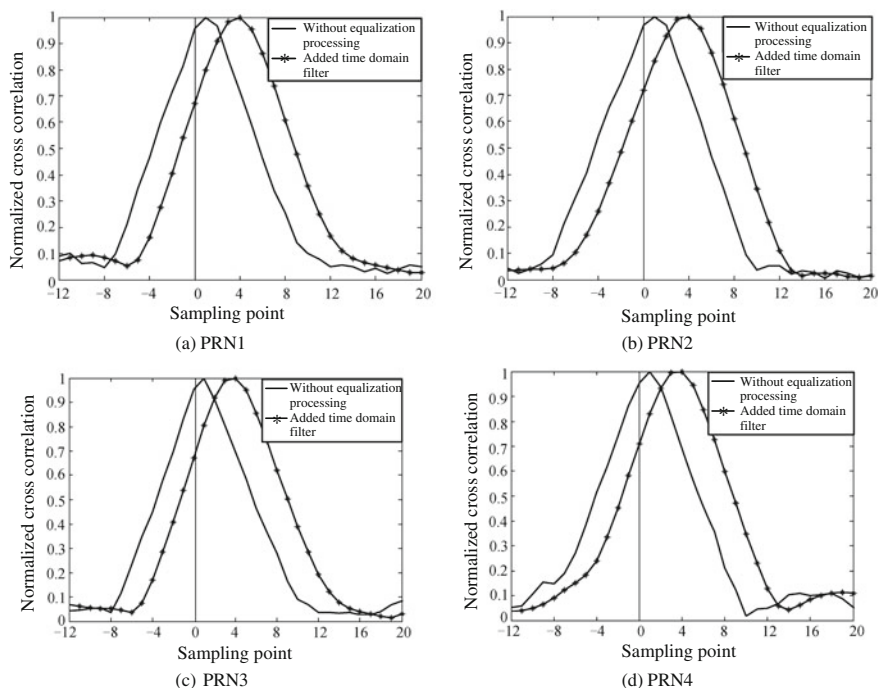 Normalized cross correlation
1
0.9
0.8
0.7
0.6
0.5
0.4
0.3
0.2
0.1
0
Without equalization
processing
Added time domain
filter
−12 −8 −4 0 4 8 12 16 20
Sampling point
(a) PRN1
Normalized cross correlation
1
0.9
0.8
0.7
0.6
0.5
0.4
0.3
0.2
0.1
0
Without equalization
processing
Added time domain
filter
−12 −8 −4 0 4 8 12 16 20
Sampling point
(b) PRN2
Normalized cross correlation
1
0.9
0.8
0.7
0.6
0.5
0.4
0.3
0.2
0.1
0
Without equalization
processing
Added time domain
filter
−12 −8 −4 0 4 8 12 16 20
Sampling point
(c) PRN3
Normalized cross correlation
1
0.9
0.8
0.7
0.6
0.5
0.4
0.3
0.2
0.1
0
Without equalization
processing
Added time domain
filter
−12 −8 −4 0 4 8 12 16 20
Sampling point
(d) PRN4